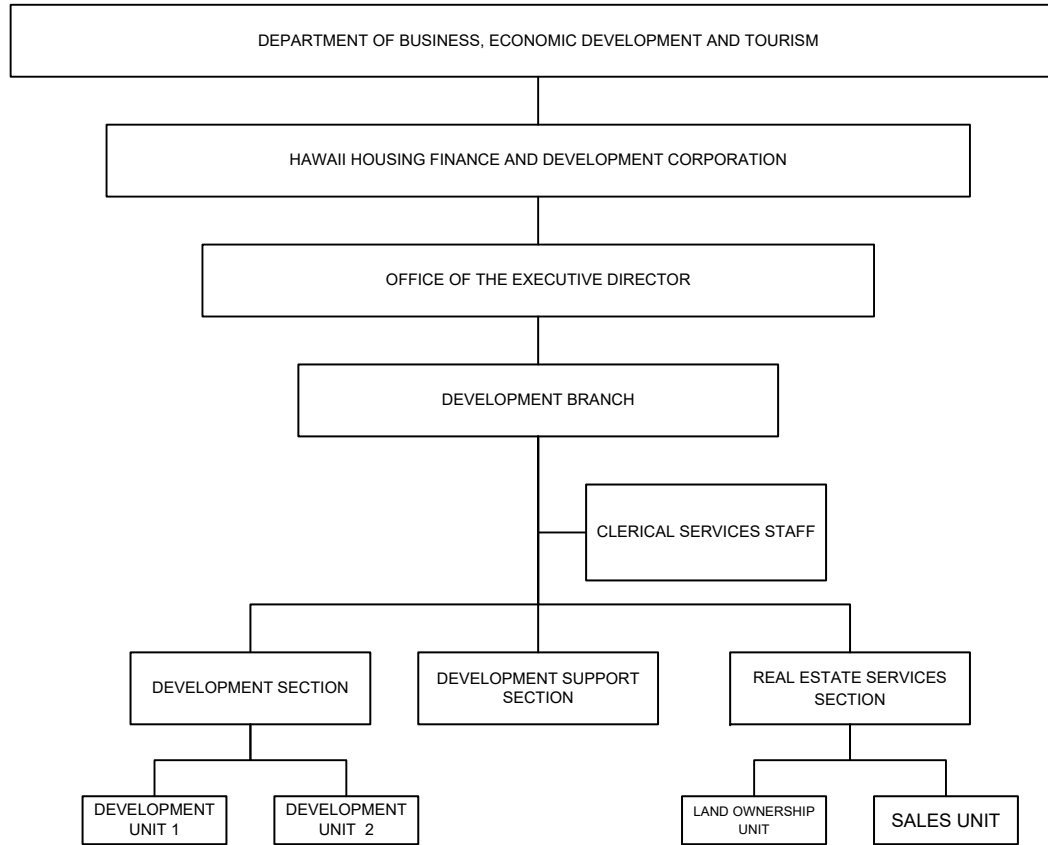 DEPARTMENT OF BUSINESS, ECONOMIC DEVELOPMENT AND TOURISM
HAWAII HOUSING FINANCE AND DEVELOPMENT CORPORATION
OFFICE OF THE EXECUTIVE DIRECTOR
DEVELOPMENT BRANCH
CLERICAL SERVICES STAFF
DEVELOPMENT SECTION
DEVELOPMENT SUPPORT
SECTION
REAL ESTATE SERVICES
SECTION
DEVELOPMENT
UNIT 1
DEVELOPMENT
UNIT 2
LAND OWNERSHIP
UNIT
SALES UNIT